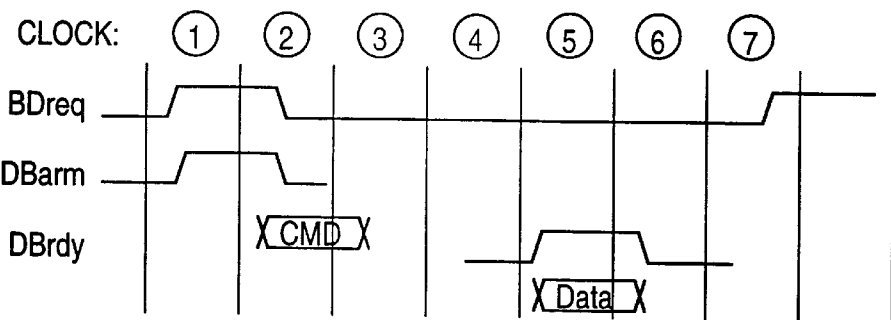 CLOCK: 1 2 3 4 5 6 7
BDreq
DBarm
CMD
DBrdy
Data